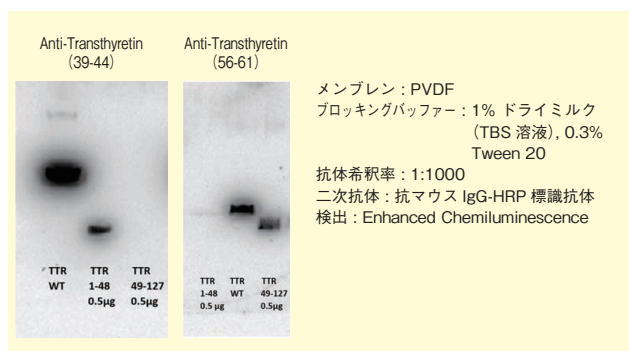 Anti-Transthyretin
(39-44)
Anti-Transthyretin
(56-61)
TTR TTR TTR
WT 1-48 49-127
0.5µg 0.5µg
TTR TTR TTR
1-48 WT 49-127
0.5 µg 0.5µg
メンブレン : PVDF
ブロッキングバッファー : 1% ドライミルク
(TBS 溶液), 0.3%
Tween 20
抗体希釈率 : 1:1000
二次抗体 : 抗マウス IgG-HRP 標識抗体
検出 : Enhanced Chemiluminescence